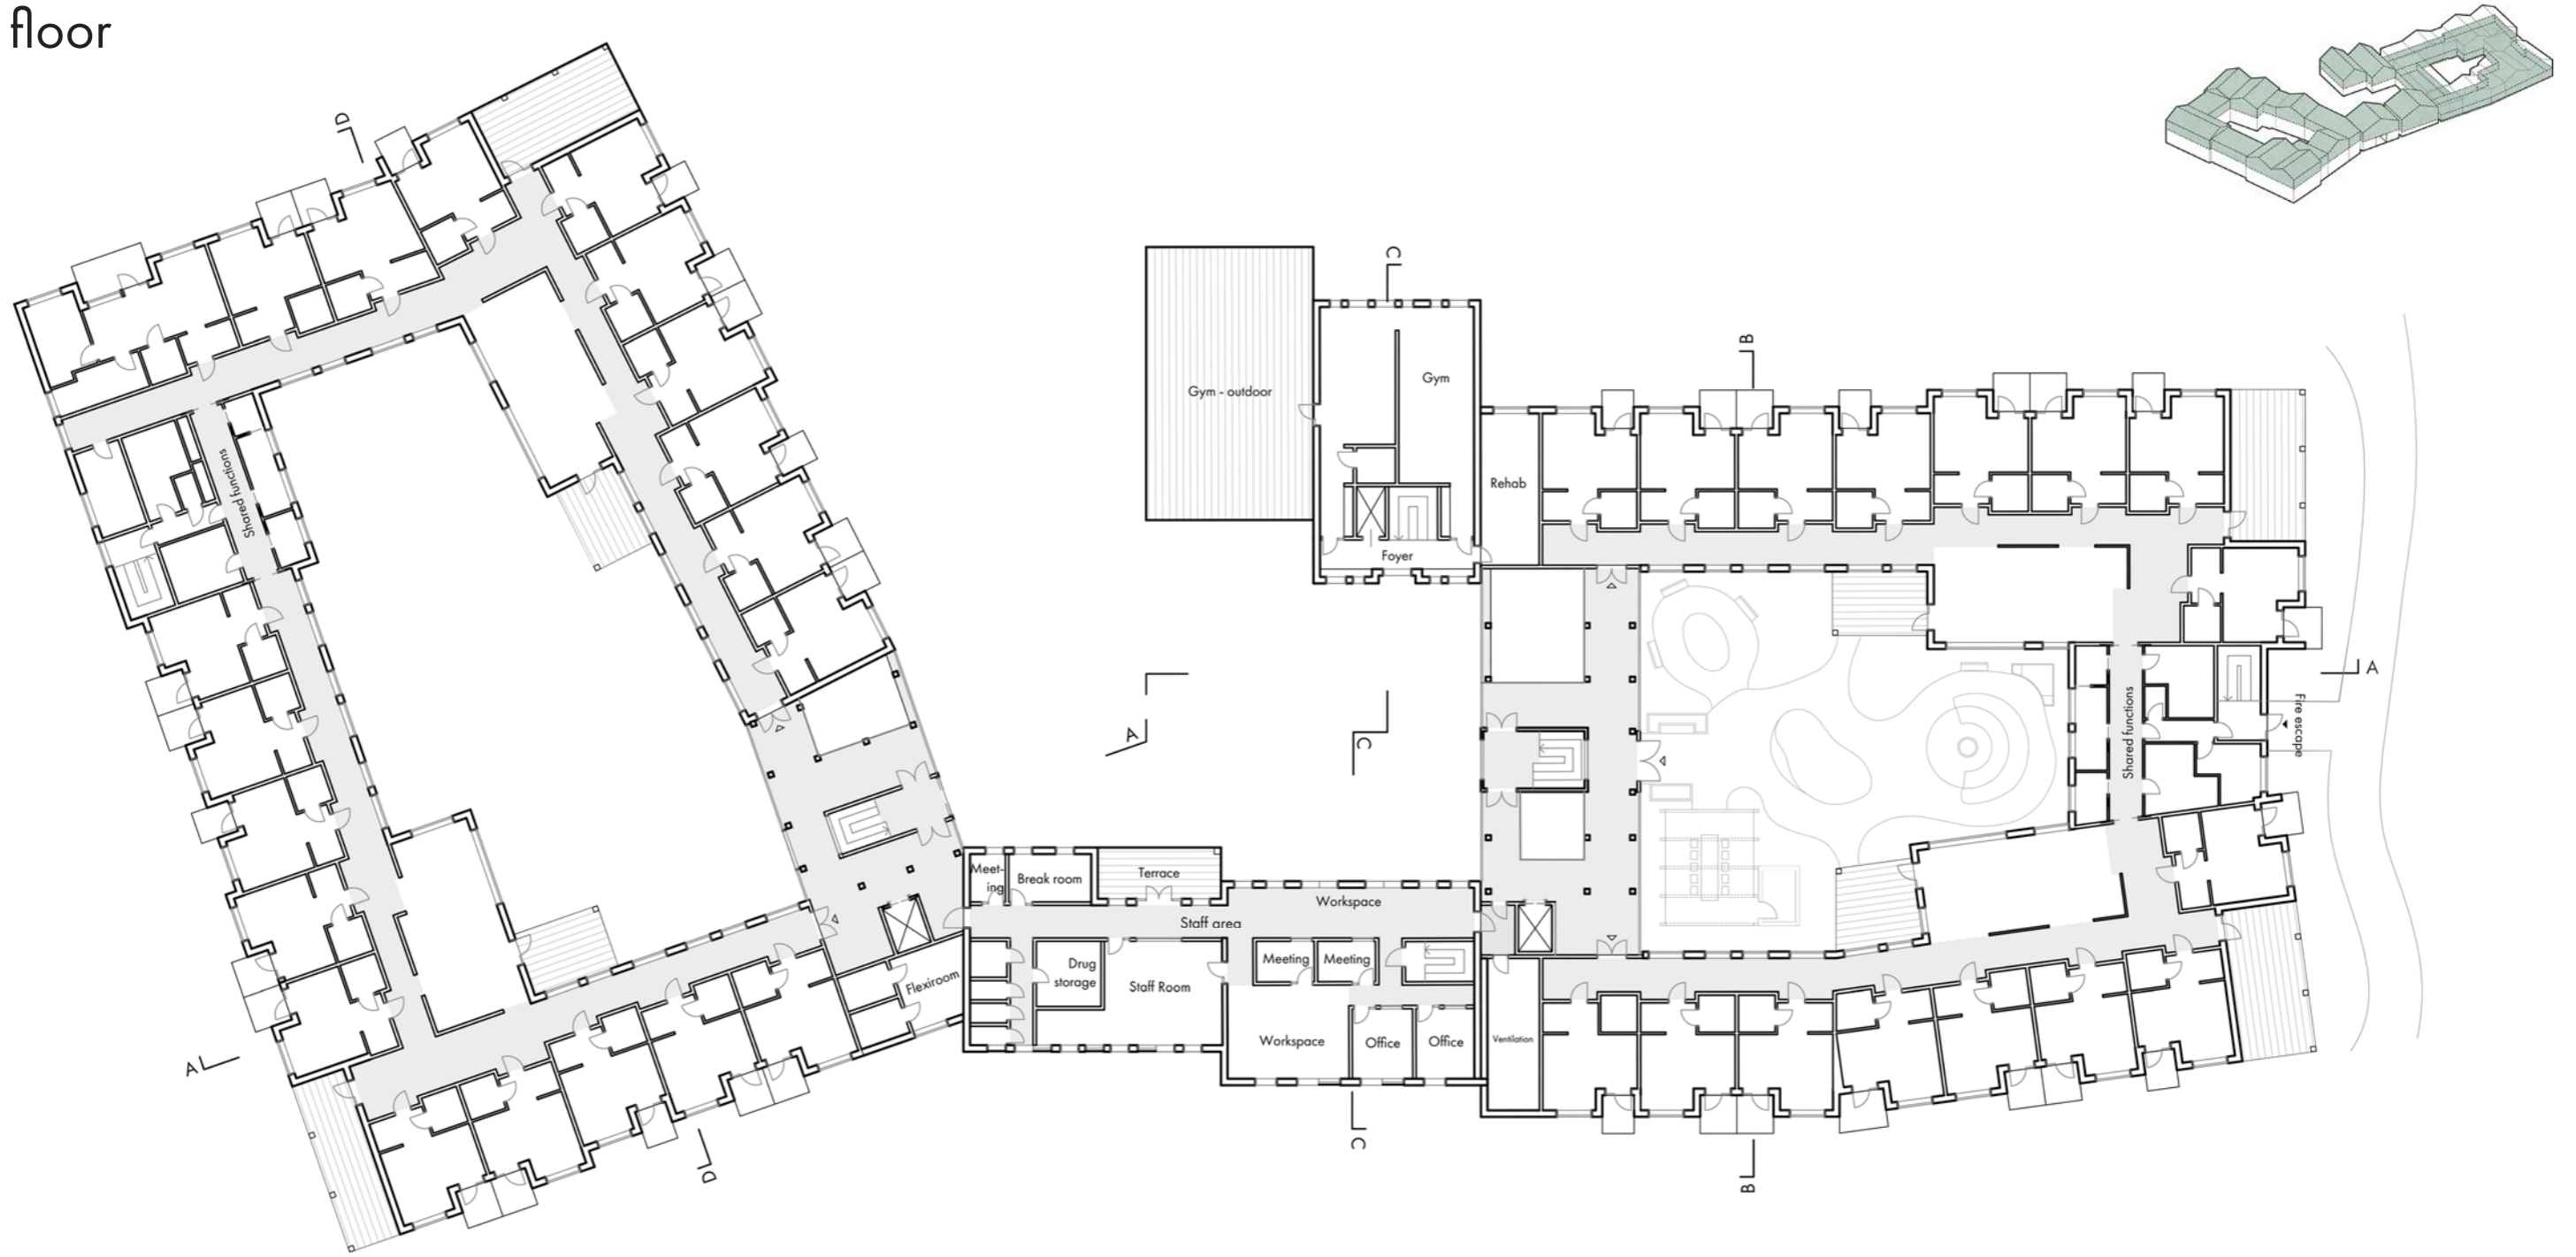 floor
D
C
B
Gym - outdoor
Gym
Rehab
Shared functions
Foyer
A
A
C
A
Shared functions
Fire escape
Meet-
ing
Break room
Terrace
Workspace
Staff area
Drug
storage
Staff Room
Meeting
Meeting
Flexiroom
Workspace
Office
Office
Ventilation
A
C
D
B